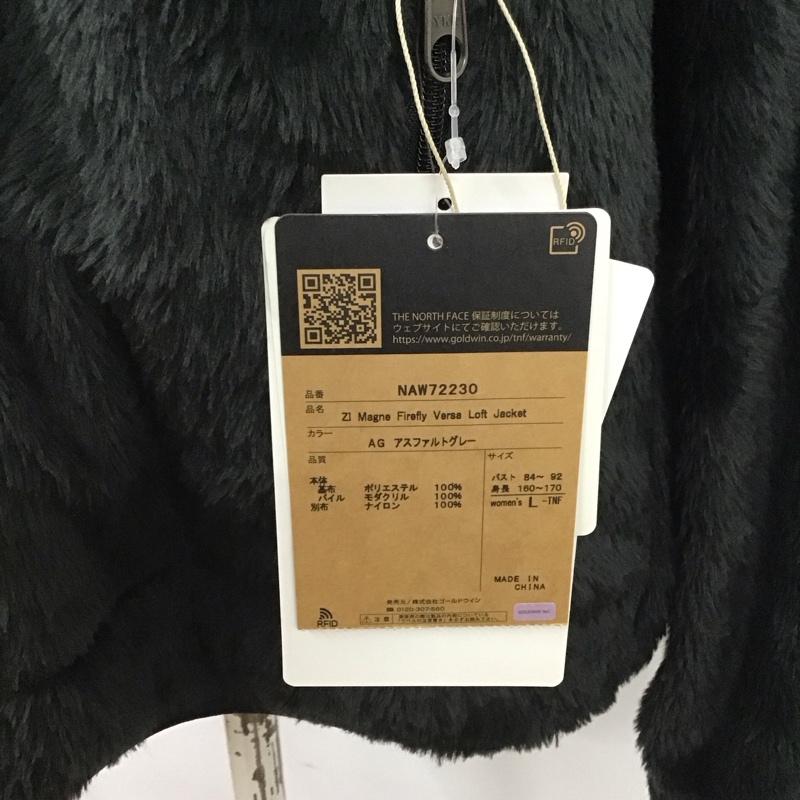 YKK
RFID
THE NORTH FACE 保証制度については
ウェブサイトにてご確認いただけます。
https://www.goldwin.co.jp/tnf/warranty/
品番 NAW72230
品名 ZI Magne Firefly Versa Loft Jacket
カラー AG アスファルトグレー
品質
本体
基布 ポリエステル 100%
パイル モダクリル 100%
別布 ナイロン 100%
サイズ
バスト 84～ 92
身長 160～170
women's L -TNF
MADE IN
CHINA
発売元/株式会社ゴールドウイン
☎ 0120-307-560
RFID
⚠ 注意